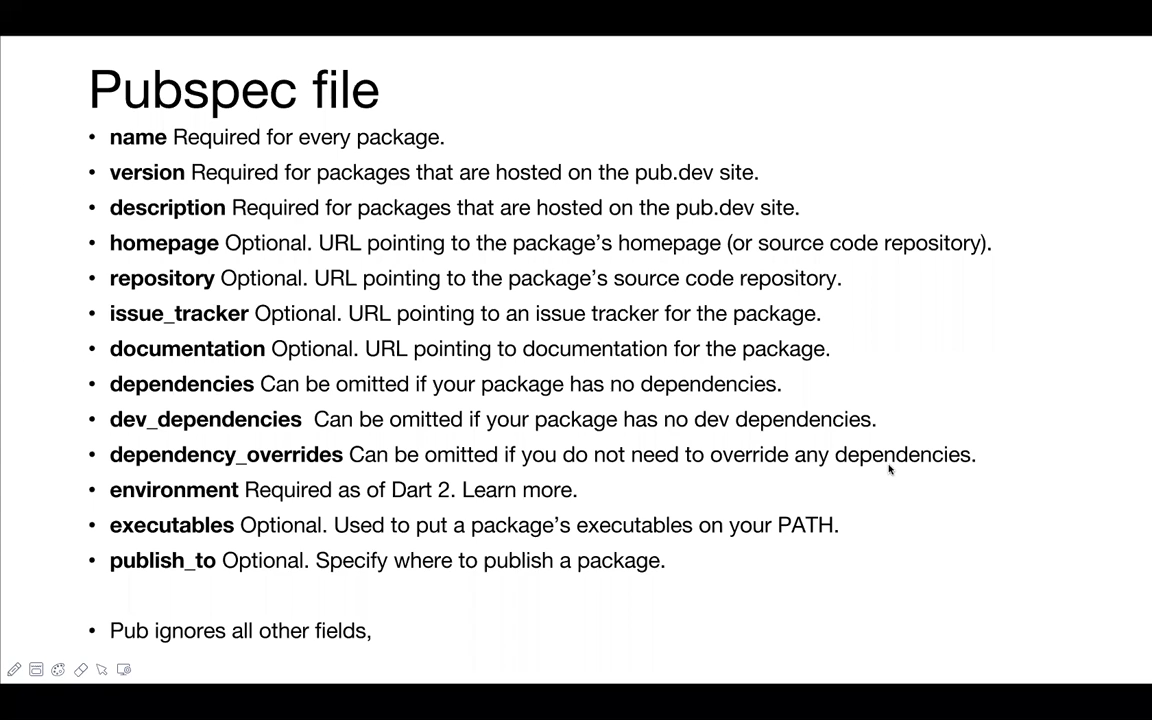 Pubspec file
• name Required for every package.
• version Required for packages that are hosted on the pub.dev site.
• description Required for packages that are hosted on the pub.dev site.
• homepage Optional. URL pointing to the package’s homepage (or source code repository).
• repository Optional. URL pointing to the package’s source code repository.
• issue_tracker Optional. URL pointing to an issue tracker for the package.
• documentation Optional. URL pointing to documentation for the package.
• dependencies Can be omitted if your package has no dependencies.
• dev_dependencies  Can be omitted if your package has no dev dependencies.
• dependency_overrides Can be omitted if you do not need to override any dependencies.
• environment Required as of Dart 2. Learn more.
• executables Optional. Used to put a package’s executables on your PATH.
• publish_to Optional. Specify where to publish a package.
• Pub ignores all other fields,